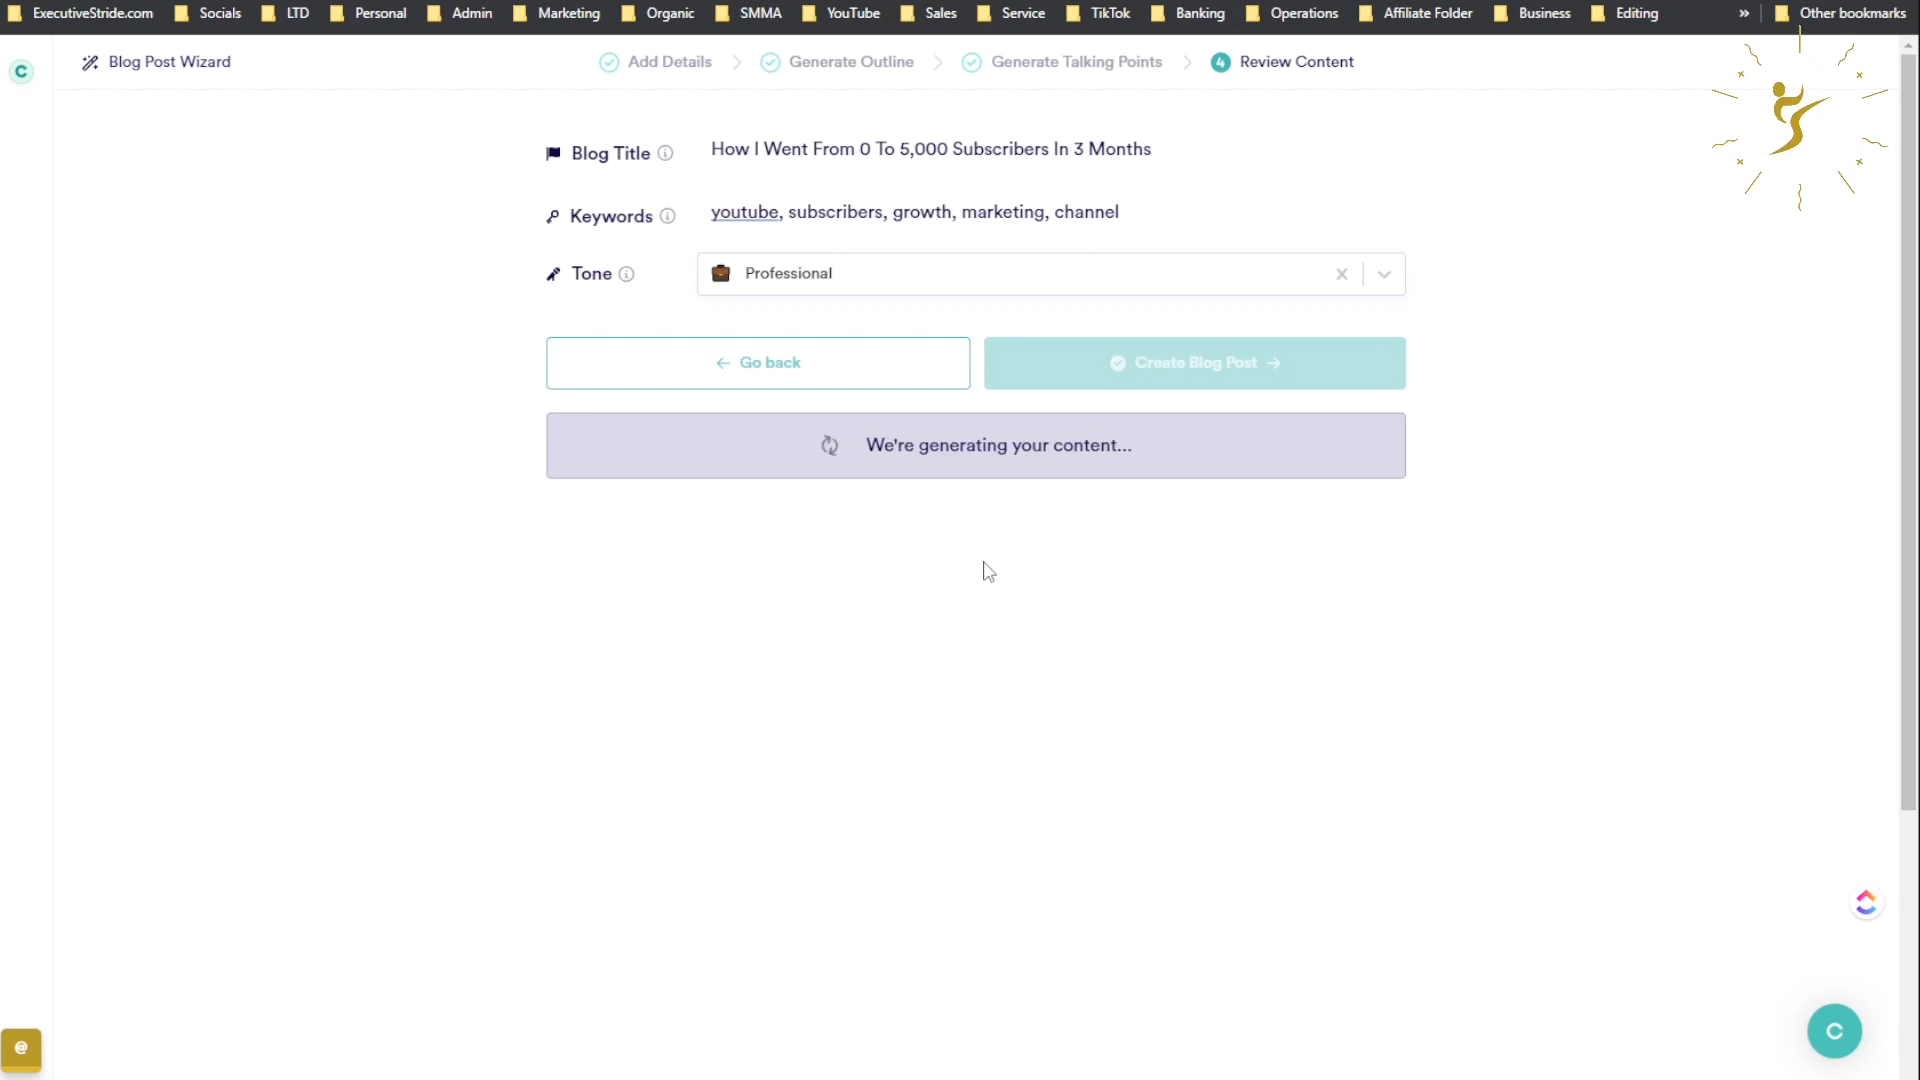 ExecutiveStride.com Socials LTD Personal Admin Marketing Organic SMMA YouTube Sales Service TikTok Banking Operations Affiliate Folder Business Editing » Other bookmarks
C Blog Post Wizard Add Details Generate Outline Generate Talking Points 4 Review Content
Blog Title How I Went From 0 To 5,000 Subscribers In 3 Months
Keywords youtube, subscribers, growth, marketing, channel
Tone Professional
← Go back Create Blog Post →
We're generating your content...
@ C